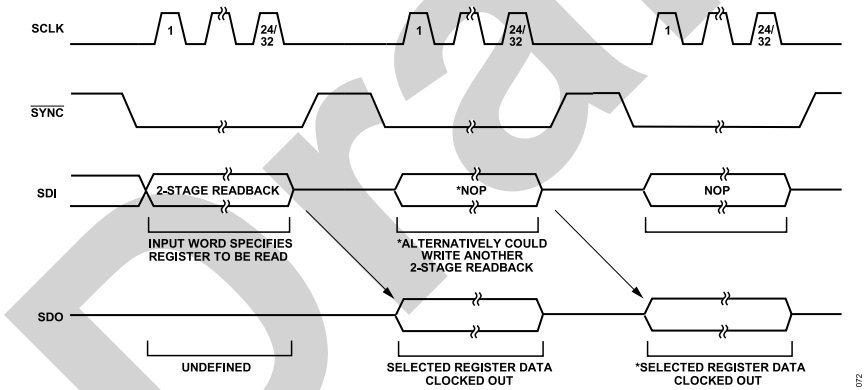 SCLK
1
24/
32
1
24/
32
1
24/
32
SYNC
SDI
2-STAGE READBACK
*NOP
NOP
INPUT WORD SPECIFIES
REGISTER TO BE READ
*ALTERNATIVELY COULD
WRITE ANOTHER
2-STAGE READBACK
SDO
UNDEFINED
SELECTED REGISTER DATA
CLOCKED OUT
*SELECTED REGISTER DATA
CLOCKED OUT
072